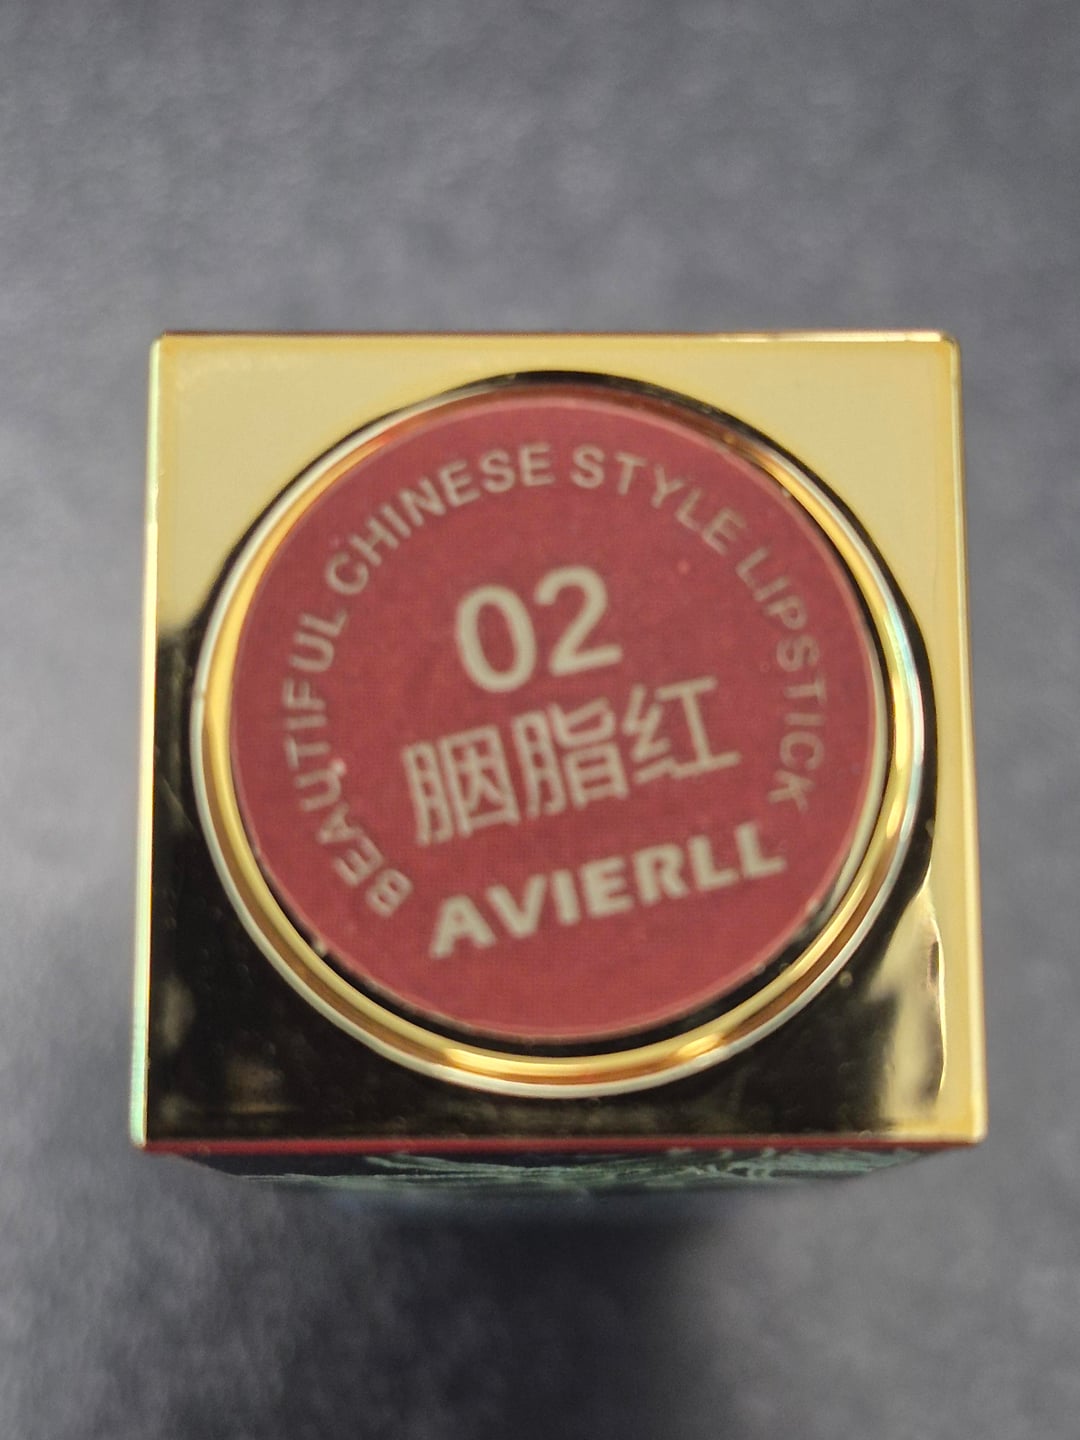 BEAUTIFUL CHINESE STYLE LIPSTICK
02
胭脂红
AVIERLL